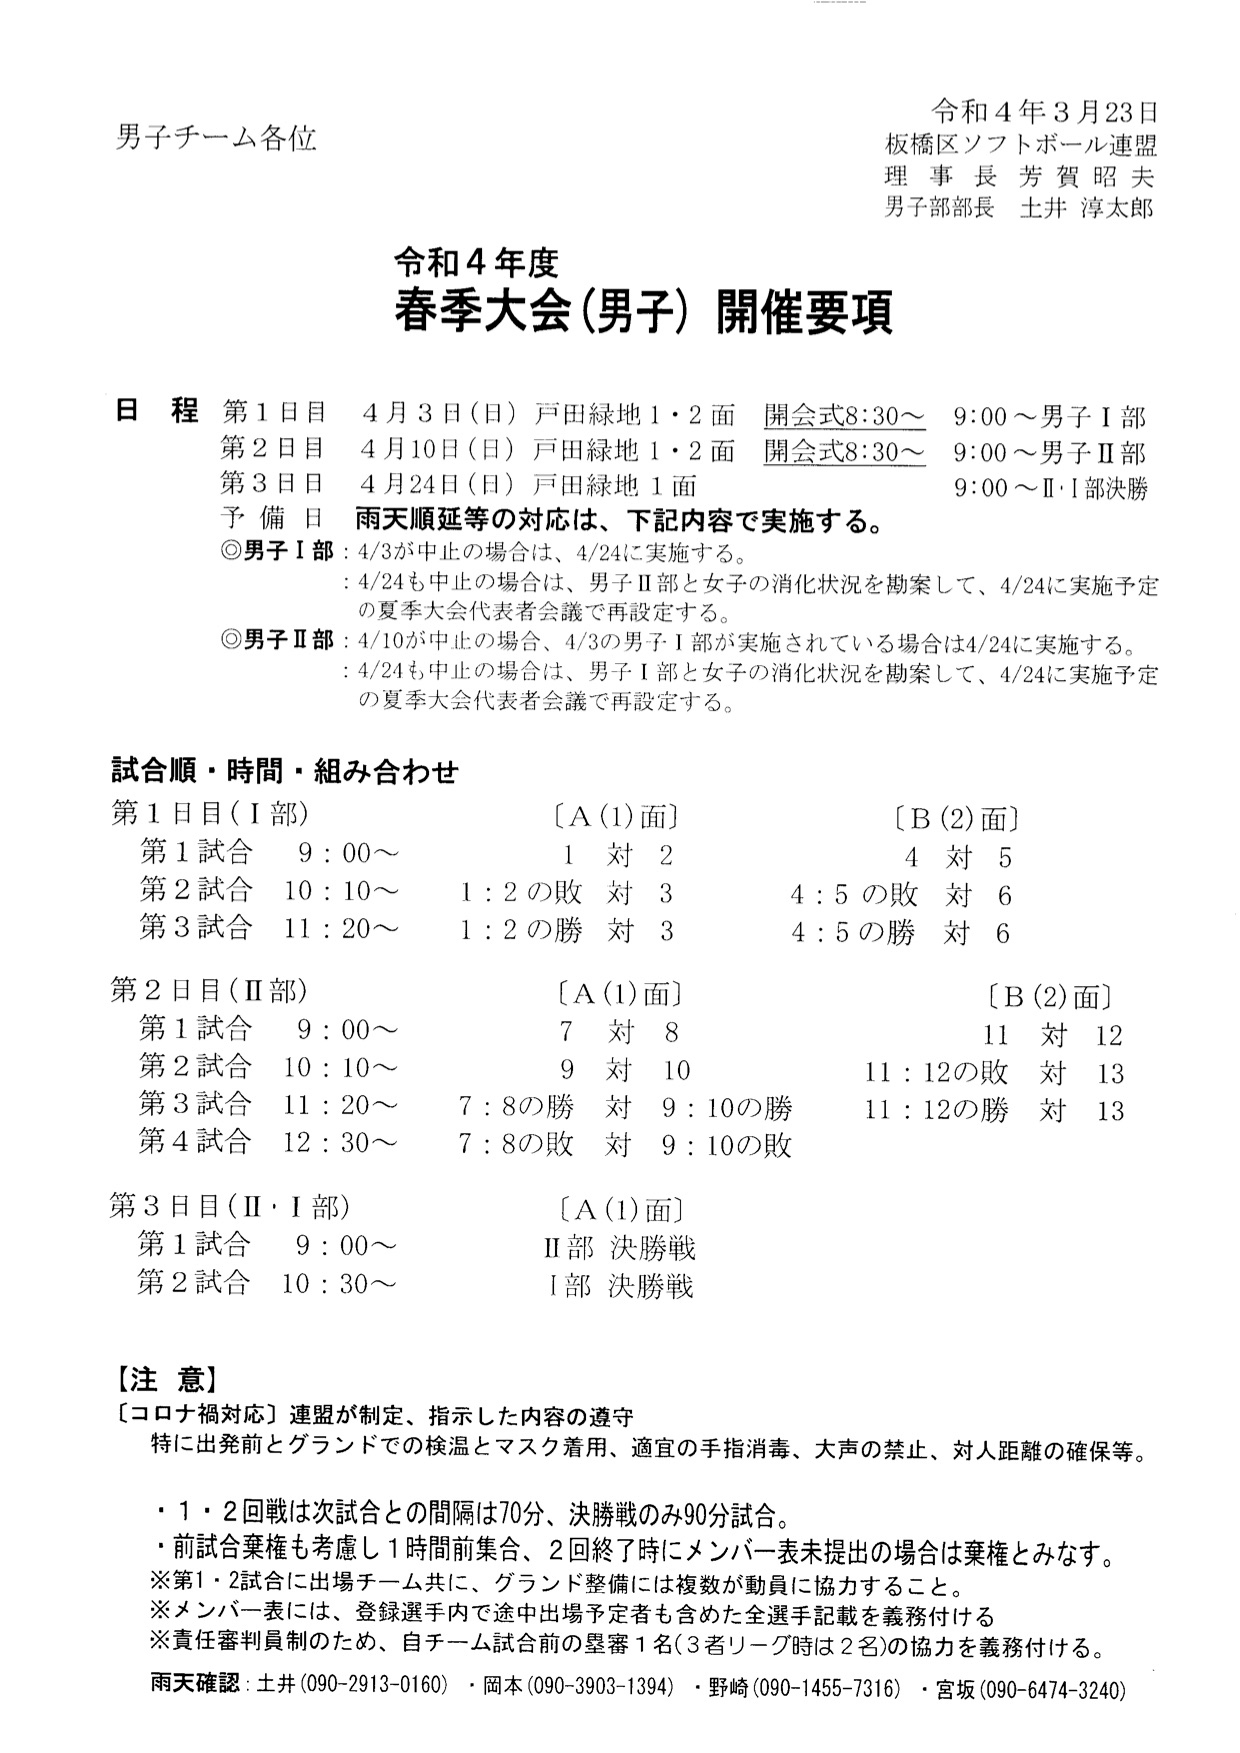 令和４年３月23日
男子チーム各位
板橋区ソフトボール連盟
理 事 長 芳 賀 昭 夫
男子部部長 土井 淳太郎
令和４年度
春季大会(男子) 開催要項
日 程 第１日目 ４月３日(日) 戸田緑地１・２面 開会式8:30～ 9:00～男子Ⅰ部
第２日目 ４月10日(日) 戸田緑地１・２面 開会式8:30～ 9:00～男子Ⅱ部
第３日目 ４月24日(日) 戸田緑地１面 9:00～Ⅱ・Ⅰ部決勝
予 備 日 雨天順延等の対応は、下記内容で実施する。
◎男子Ⅰ部：4/3が中止の場合は、4/24に実施する。
：4/24も中止の場合は、男子Ⅱ部と女子の消化状況を勘案して、4/24に実施予定
の夏季大会代表者会議で再設定する。
◎男子Ⅱ部：4/10が中止の場合、4/3の男子Ⅰ部が実施されている場合は4/24に実施する。
：4/24も中止の場合は、男子Ⅰ部と女子の消化状況を勘案して、4/24に実施予定
の夏季大会代表者会議で再設定する。
試合順・時間・組み合わせ
第１日目(Ⅰ部) 〔Ａ(1)面〕 〔Ｂ(2)面〕
第１試合 9：00～ 1 対 2 4 対 5
第２試合 10：10～ 1：2の敗 対 3 4：5の敗 対 6
第３試合 11：20～ 1：2の勝 対 3 4：5の勝 対 6
第２日目(Ⅱ部) 〔Ａ(1)面〕 〔Ｂ(2)面〕
第１試合 9：00～ 7 対 8 11 対 12
第２試合 10：10～ 9 対 10 11：12の敗 対 13
第３試合 11：20～ 7：8の勝 対 9：10の勝 11：12の勝 対 13
第４試合 12：30～ 7：8の敗 対 9：10の敗
第３日目(Ⅱ・Ⅰ部) 〔Ａ(1)面〕
第１試合 9：00～ Ⅱ部 決勝戦
第２試合 10：30～ Ⅰ部 決勝戦
【注 意】
〔コロナ禍対応〕連盟が制定、指示した内容の遵守
特に出発前とグランドでの検温とマスク着用、適宜の手指消毒、大声の禁止、対人距離の確保等。
・１・２回戦は次試合との間隔は70分、決勝戦のみ90分試合。
・前試合棄権も考慮し１時間前集合、２回終了時にメンバー表未提出の場合は棄権とみなす。
※第1・2試合に出場チーム共に、グランド整備には複数が動員に協力すること。
※メンバー表には、登録選手内で途中出場予定者も含めた全選手記載を義務付ける
※責任審判員制のため、自チーム試合前の塁審１名(３者リーグ時は２名)の協力を義務付ける。
雨天確認：土井(090-2913-0160) ・岡本(090-3903-1394) ・野崎(090-1455-7316) ・宮坂(090-6474-3240)